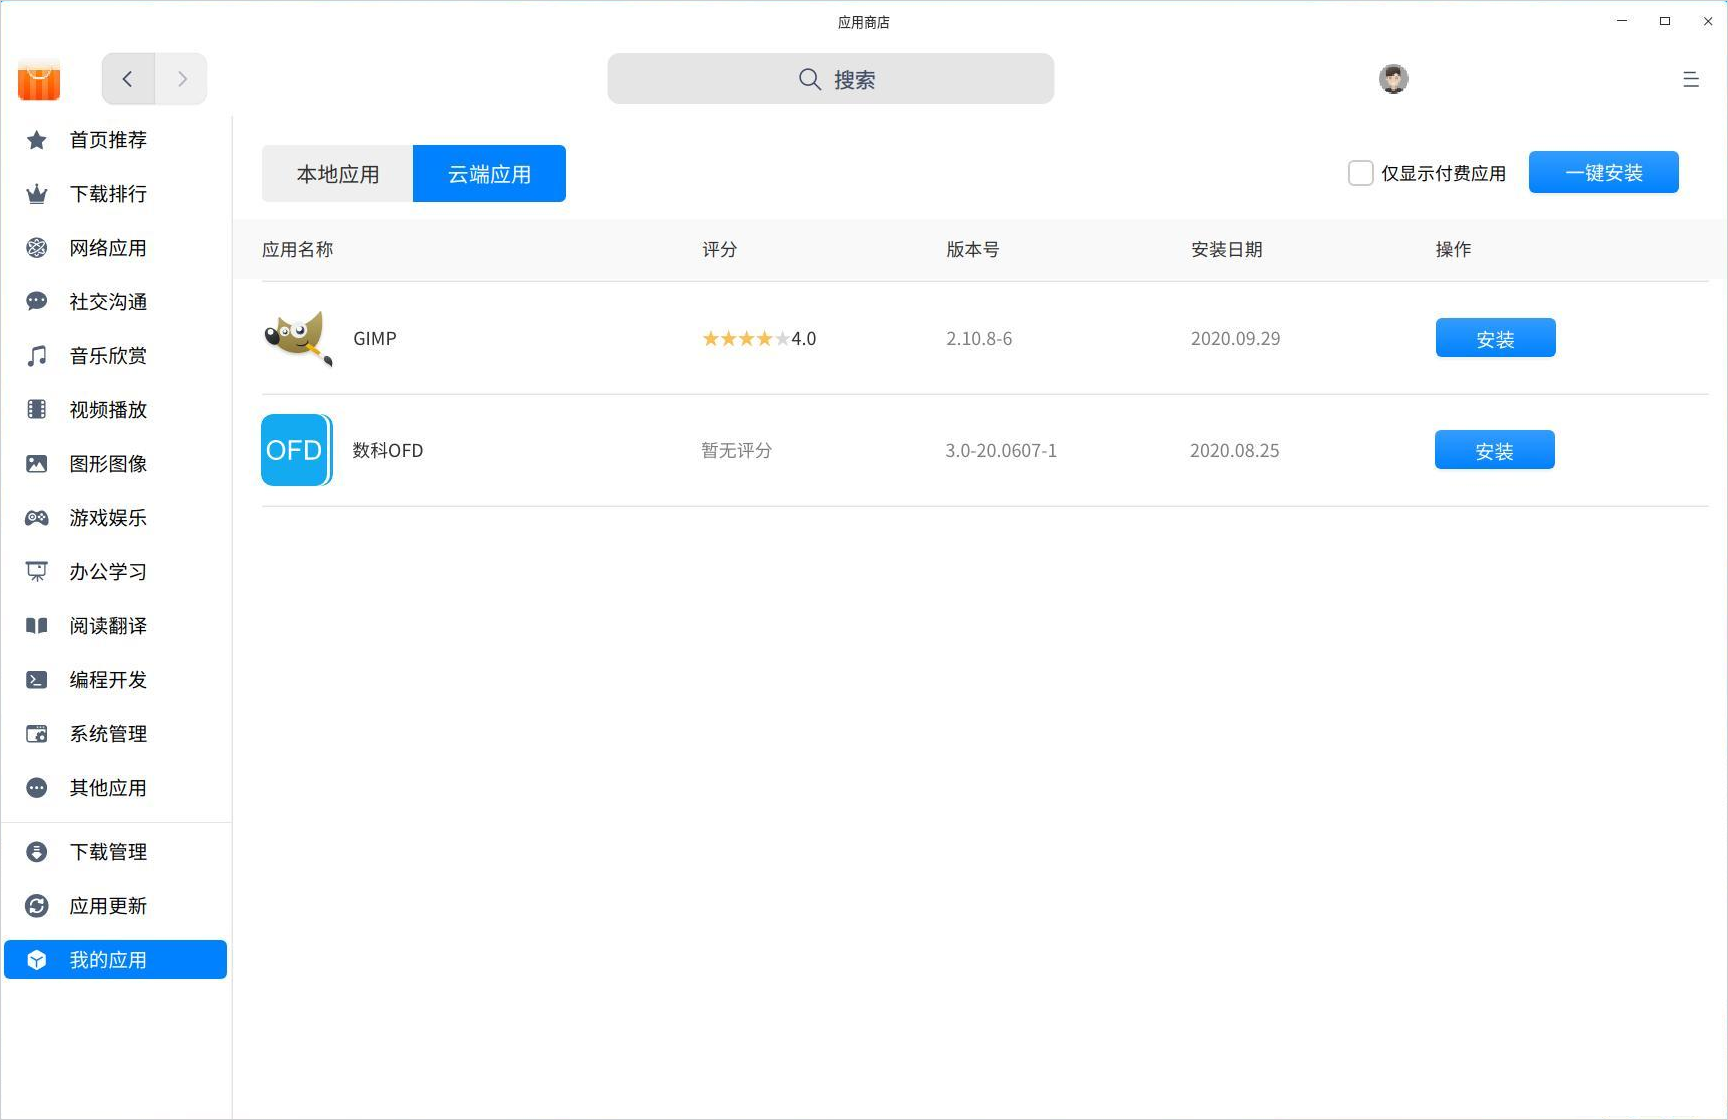 应用商店
搜索
首页推荐
下载排行
网络应用
社交沟通
音乐欣赏
视频播放
图形图像
游戏娱乐
办公学习
阅读翻译
编程开发
系统管理
其他应用
下载管理
应用更新
我的应用
本地应用 云端应用 仅显示付费应用 一键安装
应用名称 评分 版本号 安装日期 操作
GIMP 4.0 2.10.8-6 2020.09.29 安装
OFD 数科OFD 暂无评分 3.0-20.0607-1 2020.08.25 安装